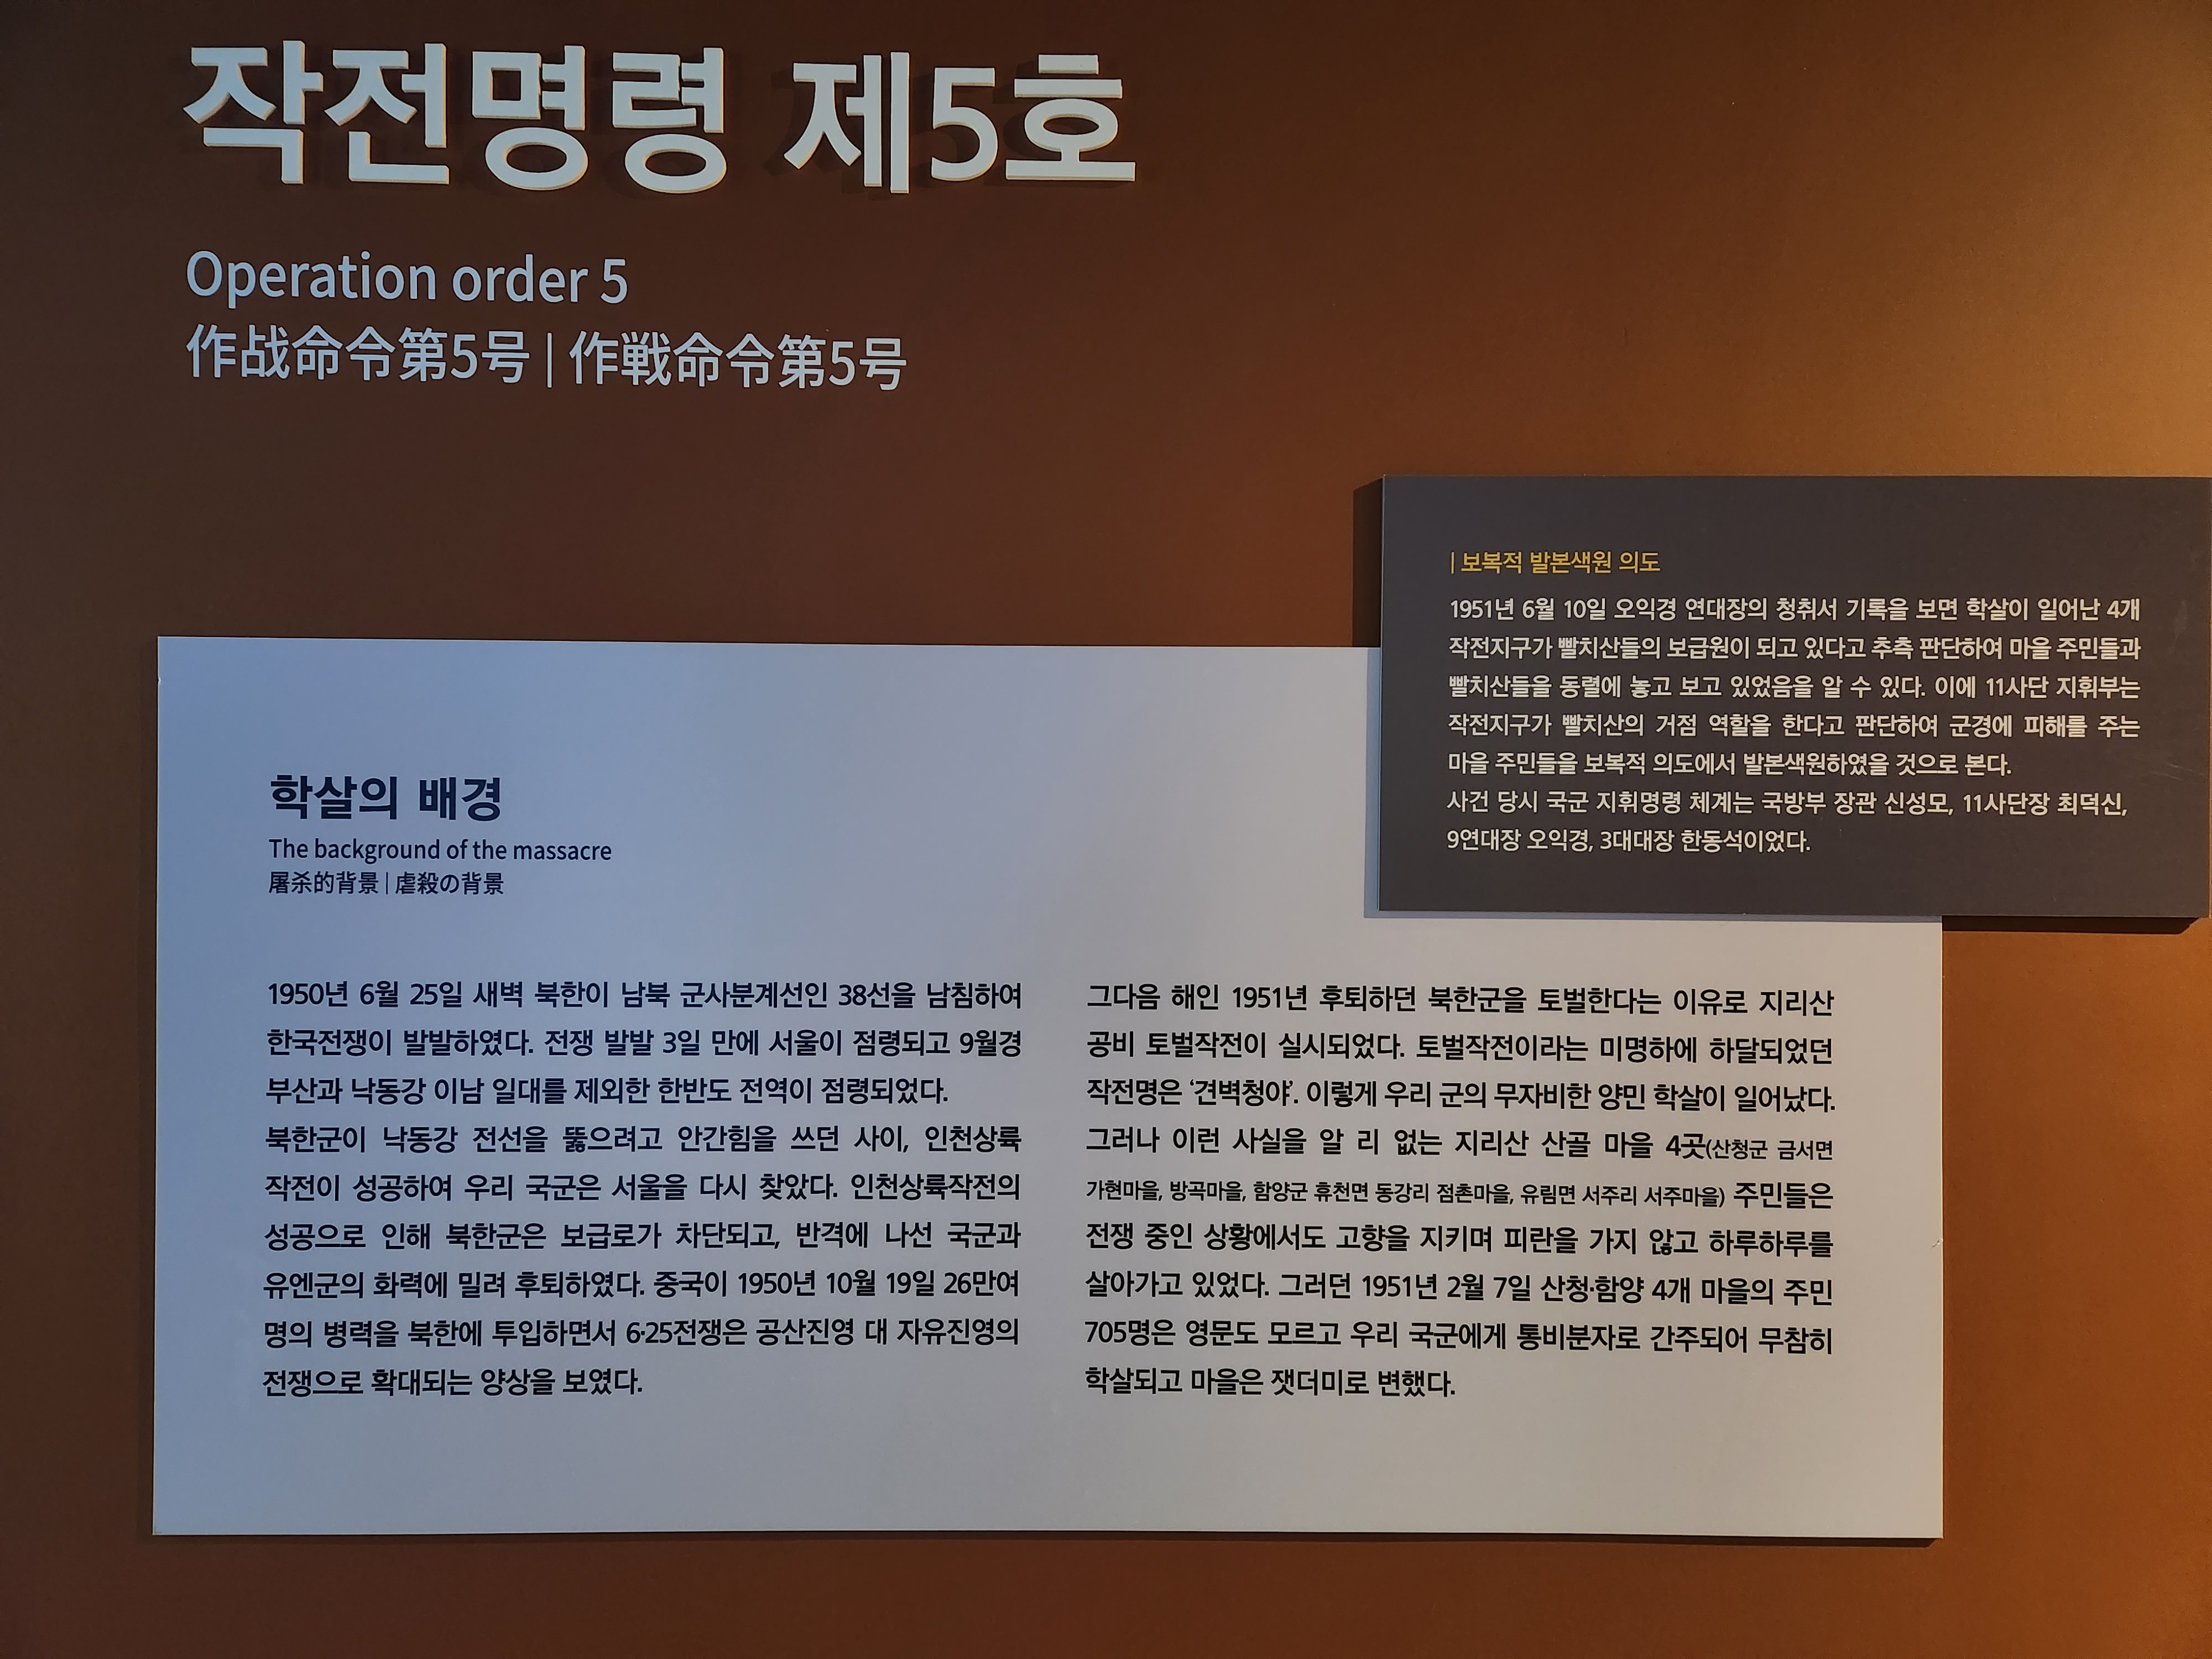 작전명령 제5호
Operation order 5
作战命令第5号 | 作戦命令第5号
| 보복적 발본색원 의도
1951년 6월 10일 오익경 연대장의 청취서 기록을 보면 학살이 일어난 4개
작전지구가 빨치산들의 보급원이 되고 있다고 추측 판단하여 마을 주민들과
빨치산들을 동렬에 놓고 보고 있었음을 알 수 있다. 이에 11사단 지휘부는
작전지구가 빨치산의 거점 역할을 한다고 판단하여 군경에 피해를 주는
마을 주민들을 보복적 의도에서 발본색원하였을 것으로 본다.
사건 당시 국군 지휘명령 체계는 국방부 장관 신성모, 11사단장 최덕신,
9연대장 오익경, 3대대장 한동석이었다.
학살의 배경
The background of the massacre
屠杀的背景 | 虐殺の背景
1950년 6월 25일 새벽 북한이 남북 군사분계선인 38선을 남침하여
한국전쟁이 발발하였다. 전쟁 발발 3일 만에 서울이 점령되고 9월경
부산과 낙동강 이남 일대를 제외한 한반도 전역이 점령되었다.
북한군이 낙동강 전선을 뚫으려고 안간힘을 쓰던 사이, 인천상륙
작전이 성공하여 우리 국군은 서울을 다시 찾았다. 인천상륙작전의
성공으로 인해 북한군은 보급로가 차단되고, 반격에 나선 국군과
유엔군의 화력에 밀려 후퇴하였다. 중국이 1950년 10월 19일 26만여
명의 병력을 북한에 투입하면서 6·25전쟁은 공산진영 대 자유진영의
전쟁으로 확대되는 양상을 보였다.
그다음 해인 1951년 후퇴하던 북한군을 토벌한다는 이유로 지리산
공비 토벌작전이 실시되었다. 토벌작전이라는 미명하에 하달되었던
작전명은 ‘견벽청야’. 이렇게 우리 군의 무자비한 양민 학살이 일어났다.
그러나 이런 사실을 알 리 없는 지리산 산골 마을 4곳(산청군 금서면
가현마을, 방곡마을, 함양군 휴천면 동강리 점촌마을, 유림면 서주리 서주마을) 주민들은
전쟁 중인 상황에서도 고향을 지키며 피란을 가지 않고 하루하루를
살아가고 있었다. 그러던 1951년 2월 7일 산청·함양 4개 마을의 주민
705명은 영문도 모르고 우리 국군에게 통비분자로 간주되어 무참히
학살되고 마을은 잿더미로 변했다.